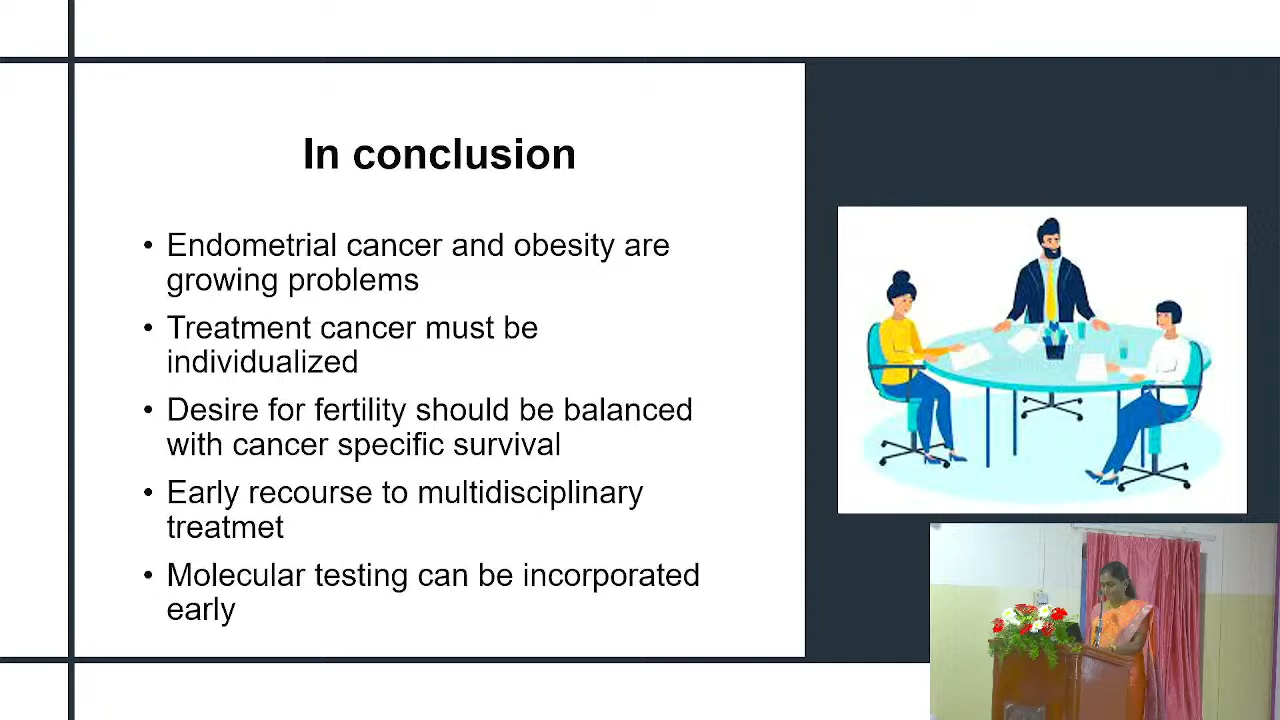 In conclusion
• Endometrial cancer and obesity are
growing problems
• Treatment cancer must be
individualized
• Desire for fertility should be balanced
with cancer specific survival
• Early recourse to multidisciplinary
treatmet
• Molecular testing can be incorporated
early